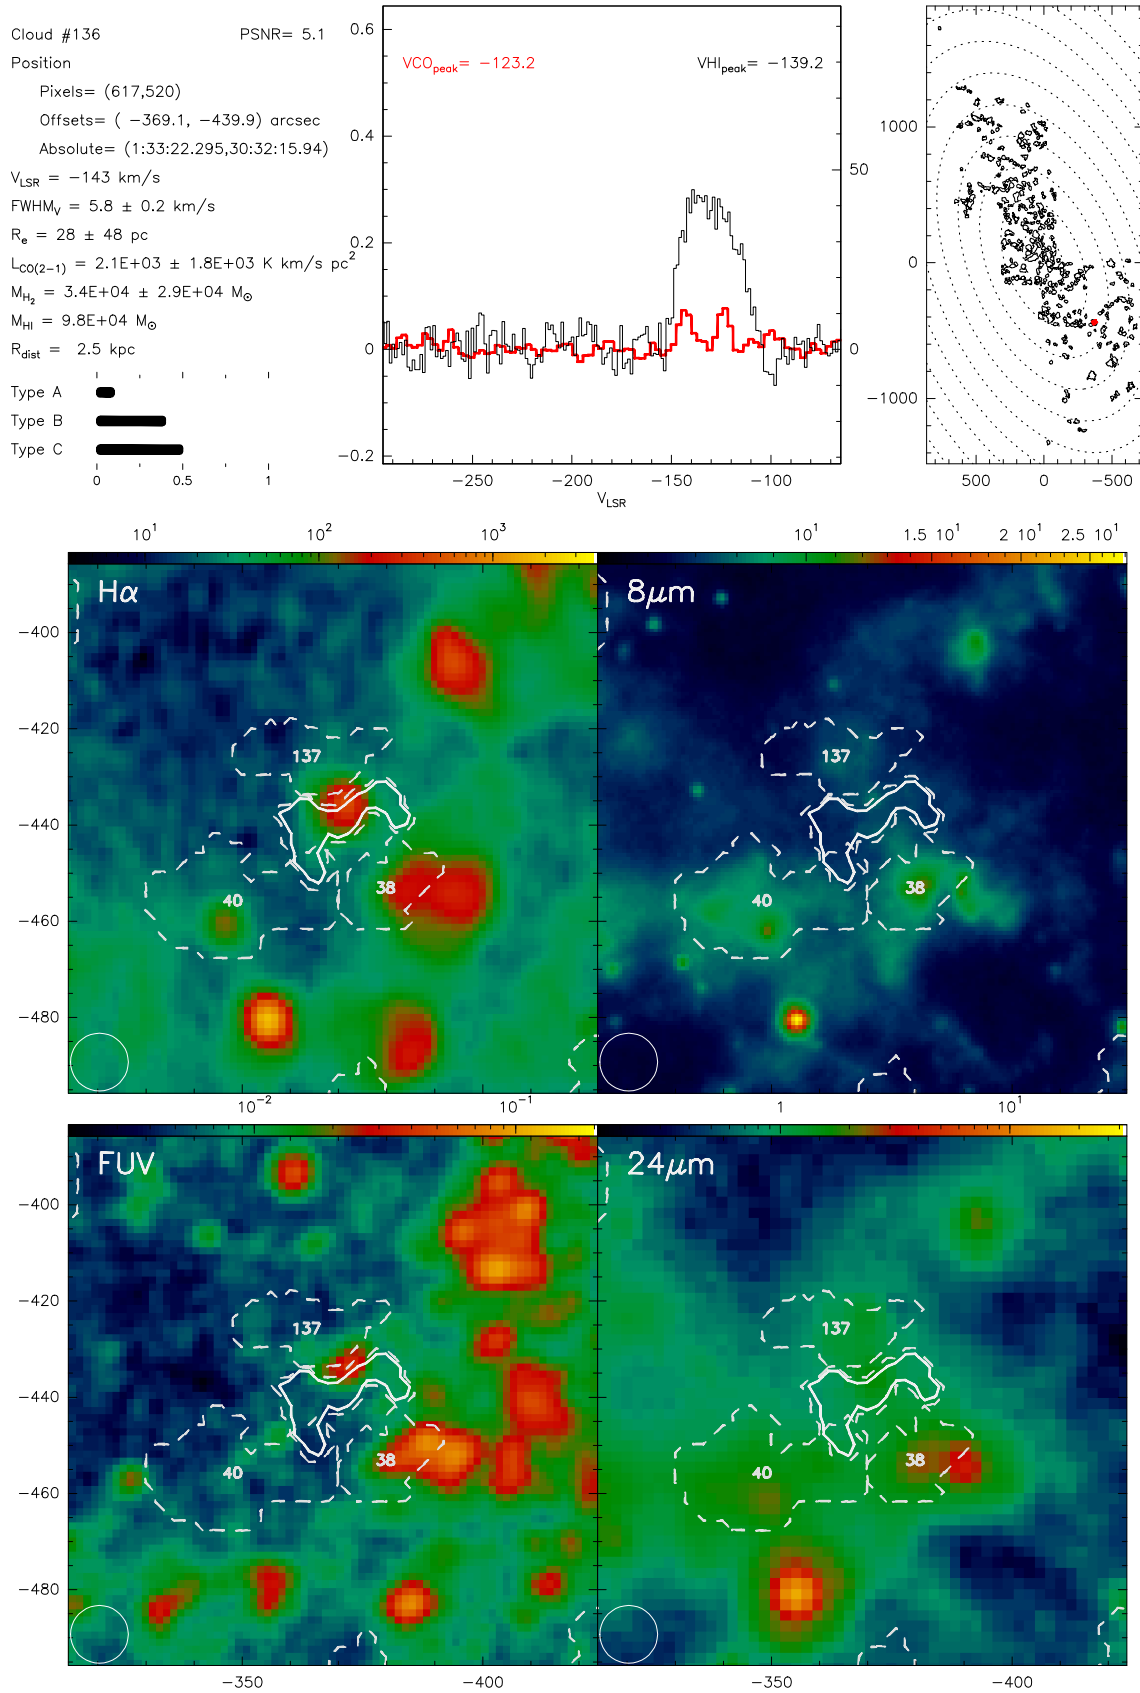 Cloud #136 PSNR= 5.1
Position
Pixels= (617,520)
Offsets= ( −369.1, −439.9) arcsec
Absolute= (1:33:22.295,30:32:15.94)
V_LSR = −143 km/s
FWHM_V = 5.8 ± 0.2 km/s
R_e = 28 ± 48 pc
L_CO(2−1) = 2.1E+03 ± 1.8E+03 K km/s pc²
M_H₂ = 3.4E+04 ± 2.9E+04 M⊙
M_HI = 9.8E+04 M⊙
R_dist = 2.5 kpc
Type A
Type B
Type C
0 0.5 1
VCO_peak= −123.2 VHI_peak= −139.2
0.6
0.4
0.2
0
−0.2
50
0
−250 −200 −150 −100
V_LSR
1000
0
−1000
500 0 −500
10¹ 10² 10³
10¹ 1.5 10¹ 2 10¹ 2.5 10¹
Hα
8μm
−400
−420
−440
−460
−480
137
40
38
137
40
38
10⁻² 10⁻¹
1 10¹
FUV
24μm
−400
−420
−440
−460
−480
137
40
38
137
40
38
−350 −400
−350 −400